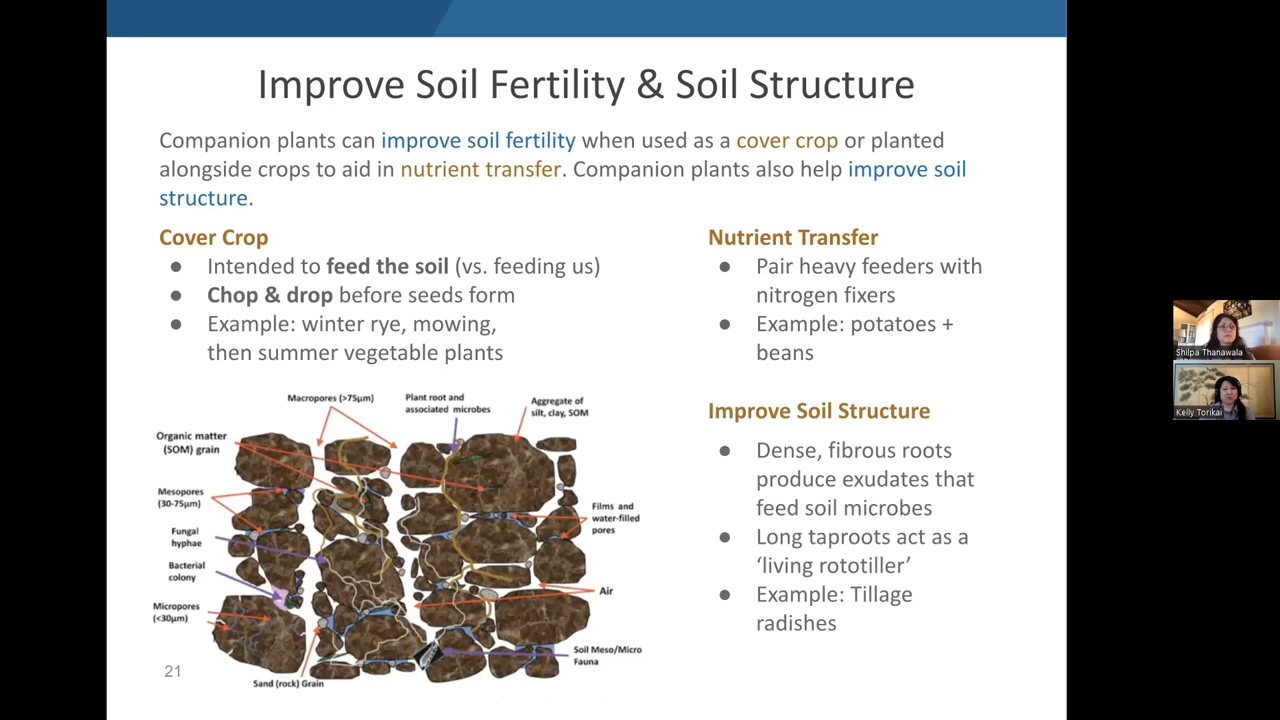 Improve Soil Fertility & Soil Structure
Companion plants can improve soil fertility when used as a cover crop or planted
alongside crops to aid in nutrient transfer. Companion plants also help improve soil
structure.
Cover Crop
● Intended to feed the soil (vs. feeding us)
● Chop & drop before seeds form
● Example: winter rye, mowing,
then summer vegetable plants
Nutrient Transfer
● Pair heavy feeders with
nitrogen fixers
● Example: potatoes +
beans
Improve Soil Structure
● Dense, fibrous roots
produce exudates that
feed soil microbes
● Long taproots act as a
‘living rototiller’
● Example: Tillage
radishes
Macropores (>75µm)
Plant root and
associated microbes
Aggregate of
silt, clay, SOM
Organic matter
(SOM) grain
Mesopores
(30-75µm)
Fungal
hyphae
Bacterial
colony
Micropores
(<30µm)
Films and
water-filled
pores
Air
Soil Meso/Micro
Fauna
Sand (rock) Grain
21
Shilpa Thanawala
Kelly Torikai